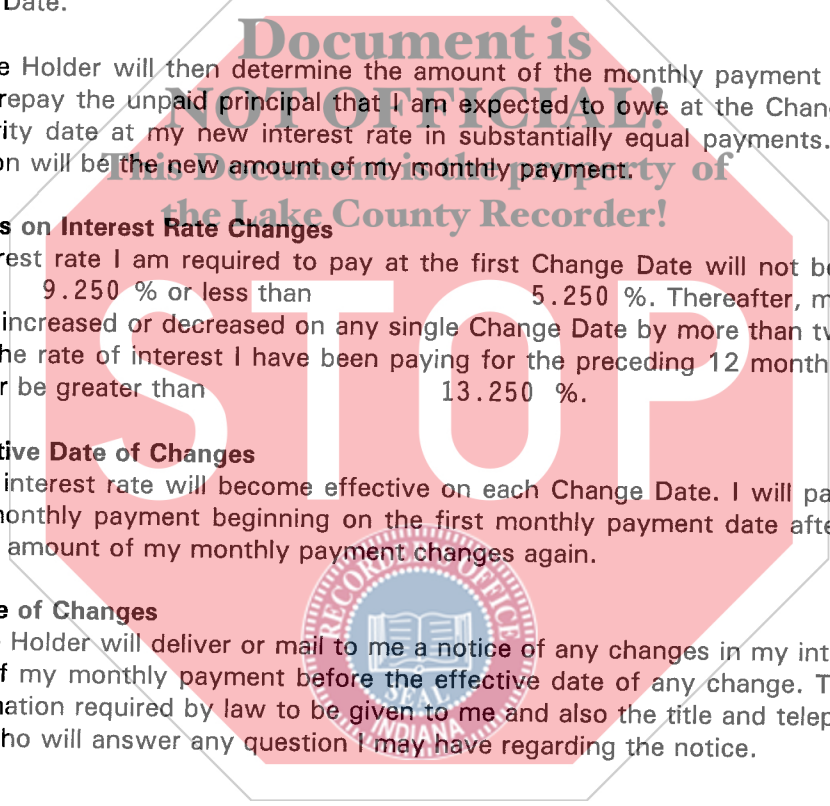 Date.
Document is
e Holder will then determine the amount of the monthly payment
repay the unpaid principal that I am expected to owe at the Chan
NOT OFFICIAL!
rity date at my new interest rate in substantially equal payments.
on will be the new amount of my monthly payment.
This Document is the property of
the Lake County Recorder!
s on Interest Rate Changes
rest rate I am required to pay at the first Change Date will not be
9.250 % or less than 5.250 %. Thereafter, m
increased or decreased on any single Change Date by more than tw
he rate of interest I have been paying for the preceding 12 month
r be greater than 13.250 %.
STOP
tive Date of Changes
interest rate will become effective on each Change Date. I will pa
nonthly payment beginning on the first monthly payment date afte
amount of my monthly payment changes again.
e of Changes
Holder will deliver or mail to me a notice of any changes in my int
f my monthly payment before the effective date of any change. T
nation required by law to be given to me and also the title and telep
ho will answer any question I may have regarding the notice.
RECORDER'S OFFICE
SEAL
INDIANA